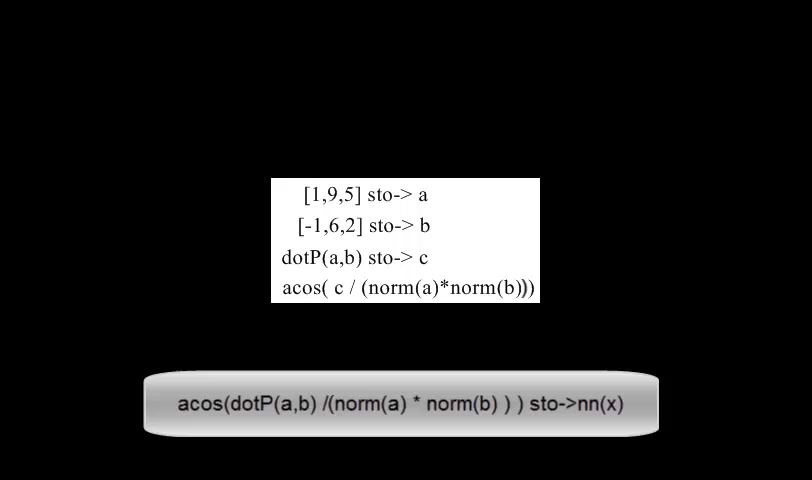 [1,9,5] sto-> a
[-1,6,2] sto-> b
dotP(a,b) sto-> c
acos( c / (norm(a)*norm(b)))
acos(dotP(a,b) /(norm(a) * norm(b) ) ) sto->nn(x)